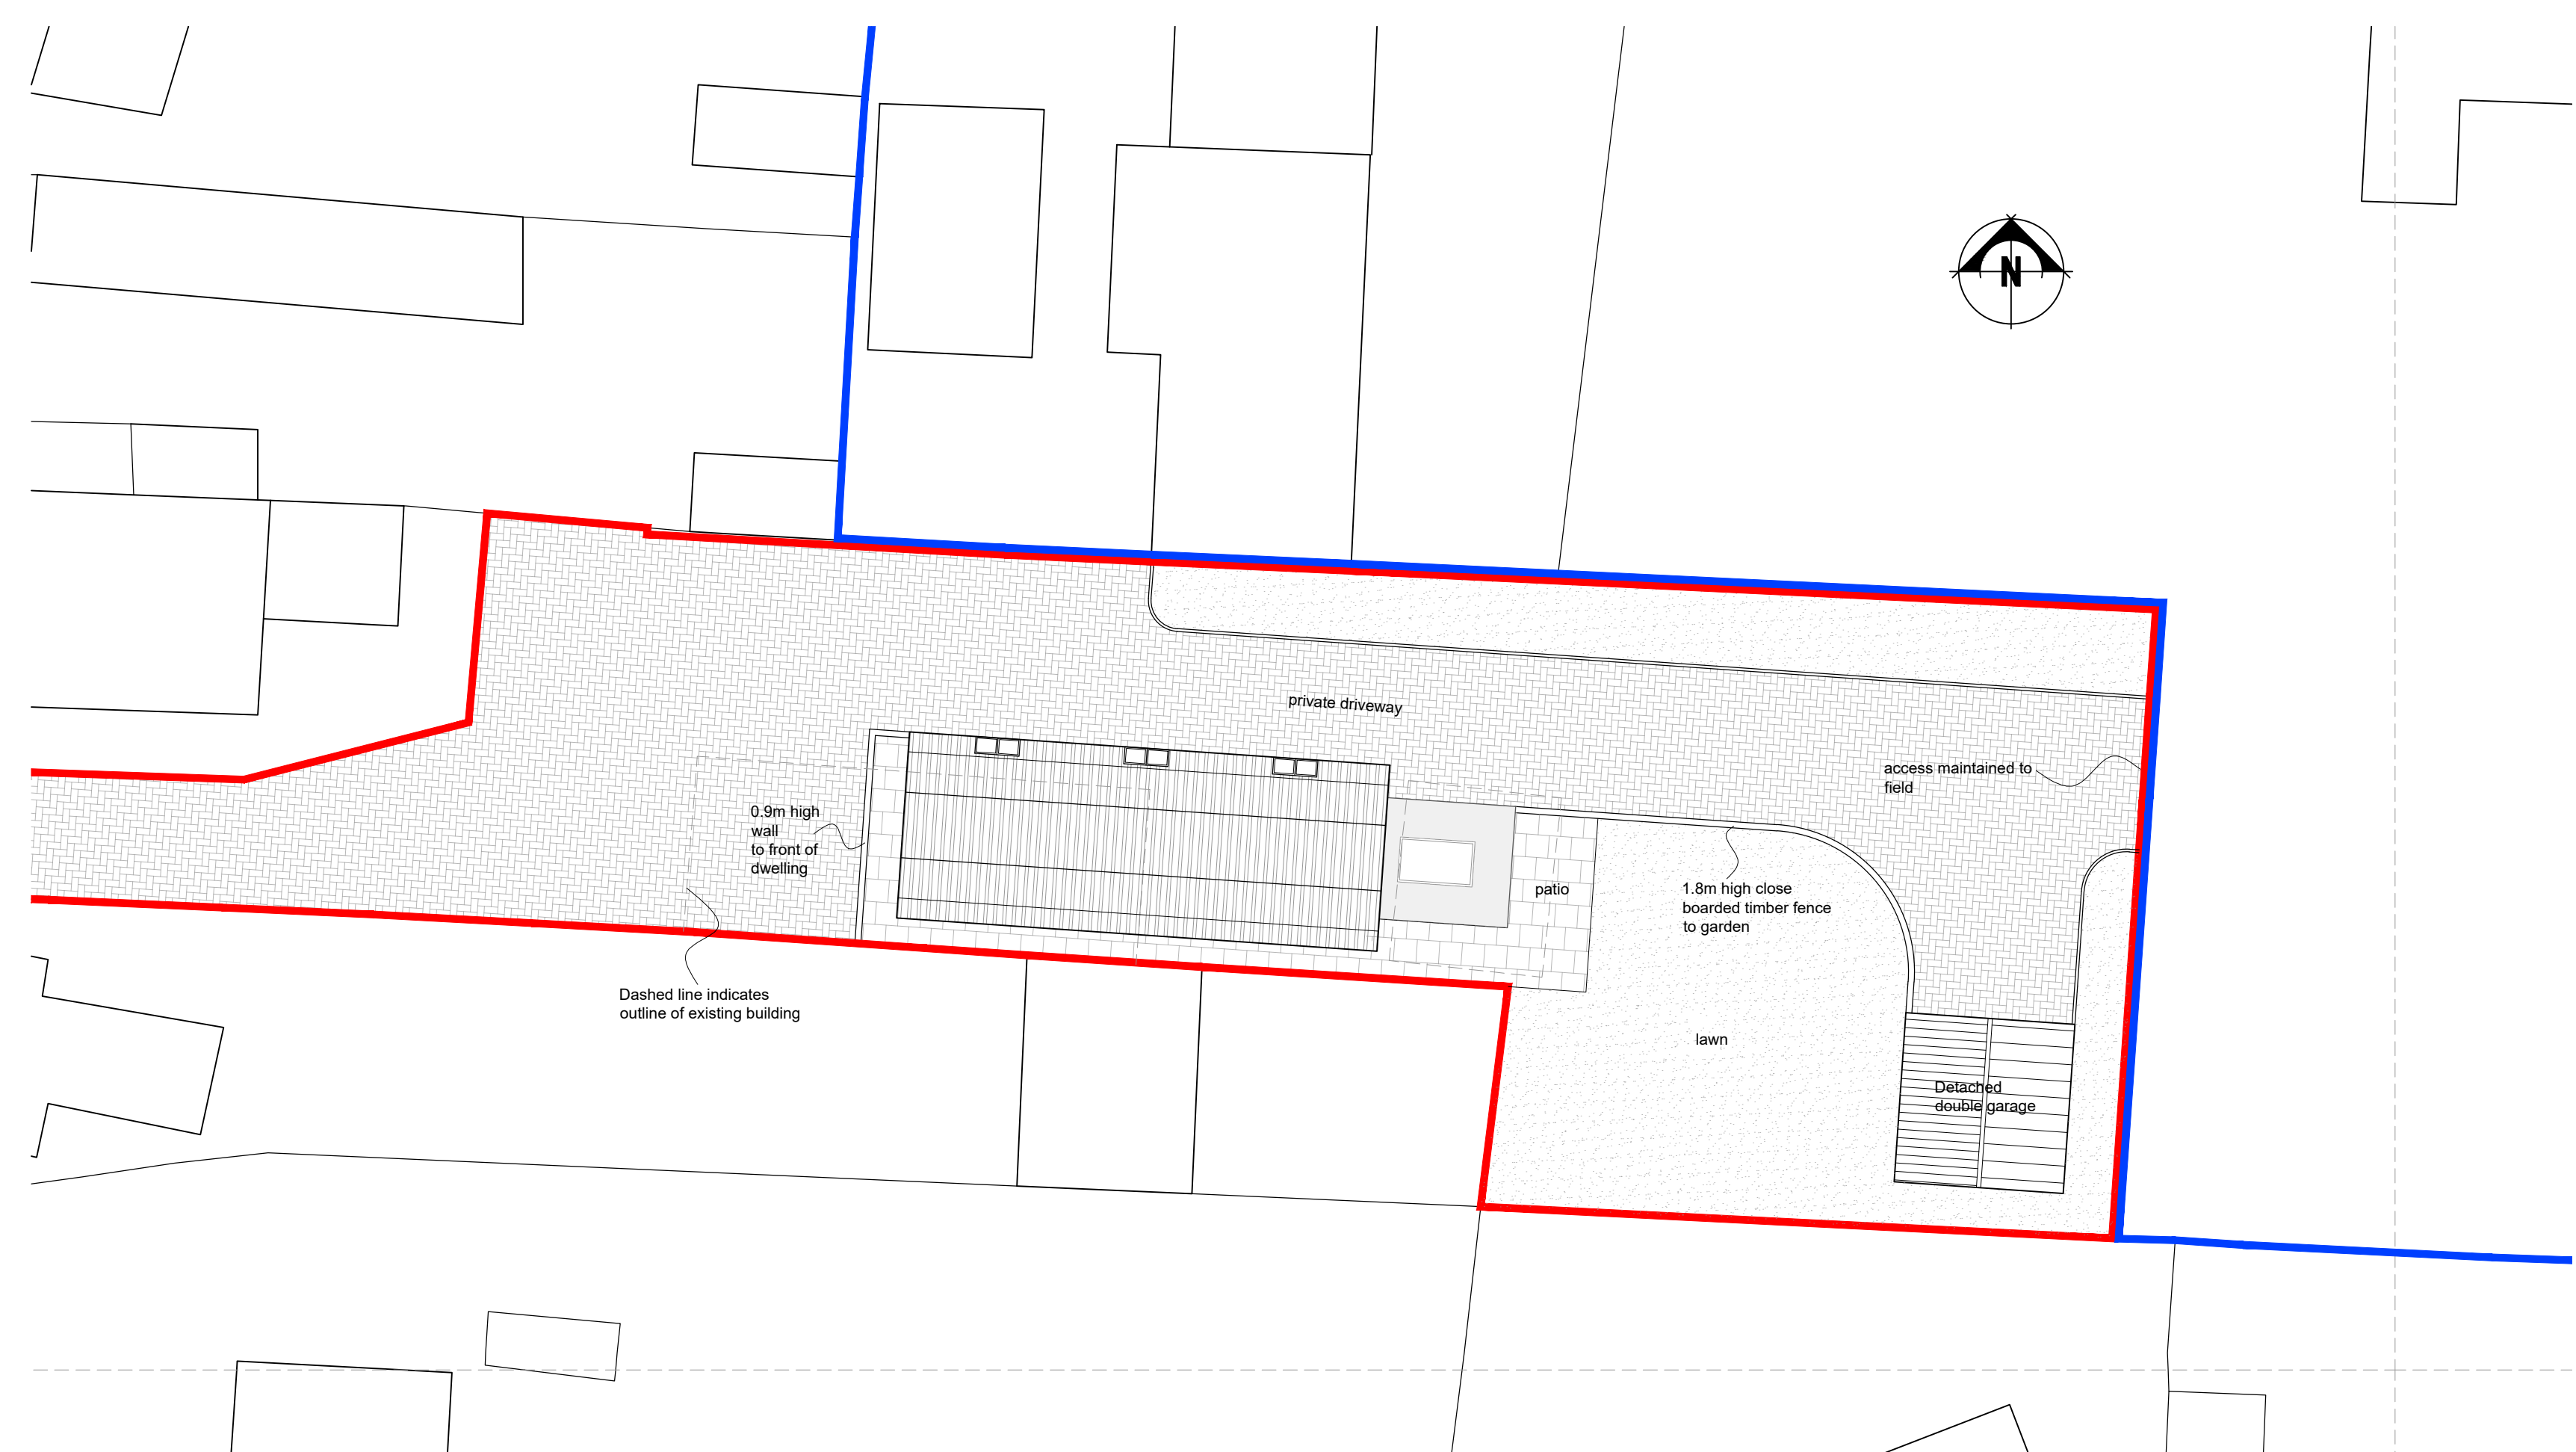 N
private driveway
access maintained to
field
0.9m high
wall
to front of
dwelling
patio
1.8m high close
boarded timber fence
to garden
Dashed line indicates
outline of existing building
lawn
Detached
double garage